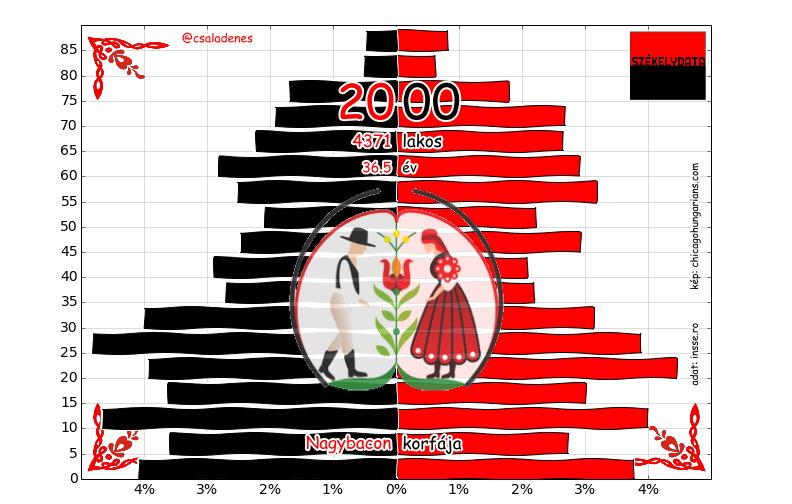 @csaladenes
SZÉKELYDATA
2000
4371 lakos
36.5 év
kép: chicagohungarians.com
adat: insse.ro
Nagybacon korfája
85
80
75
70
65
60
55
50
45
40
35
30
25
20
15
10
5
0
4% 3% 2% 1% 0% 1% 2% 3% 4%